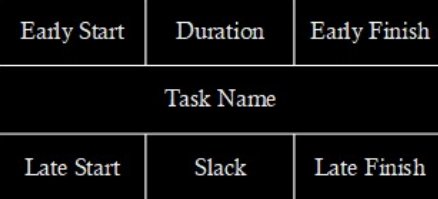 Early Start Duration Early Finish
Task Name
Late Start Slack Late Finish